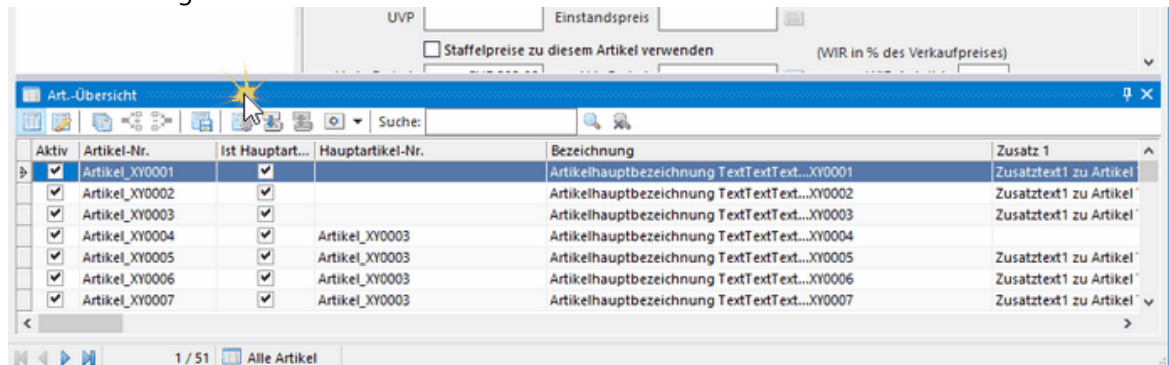 UVP Einstandspreis
Staffelpreise zu diesem Artikel verwenden (WIR in % des Verkaufpreises)
Art.-Übersicht
Suche:
Aktiv Artikel-Nr. Ist Hauptart... Hauptartikel-Nr. Bezeichnung Zusatz 1
Artikel_XY0001 Artikelhauptbezeichnung TextTextText...XY0001 Zusatztext1 zu Artikel
Artikel_XY0002 Artikelhauptbezeichnung TextTextText...XY0002 Zusatztext1 zu Artikel
Artikel_XY0003 Artikelhauptbezeichnung TextTextText...XY0003 Zusatztext1 zu Artikel
Artikel_XY0004 Artikel_XY0003 Artikelhauptbezeichnung TextTextText...XY0004
Artikel_XY0005 Artikel_XY0003 Artikelhauptbezeichnung TextTextText...XY0005 Zusatztext1 zu Artikel
Artikel_XY0006 Artikel_XY0003 Artikelhauptbezeichnung TextTextText...XY0006 Zusatztext1 zu Artikel
Artikel_XY0007 Artikel_XY0003 Artikelhauptbezeichnung TextTextText...XY0007 Zusatztext1 zu Artikel
1 / 51 Alle Artikel